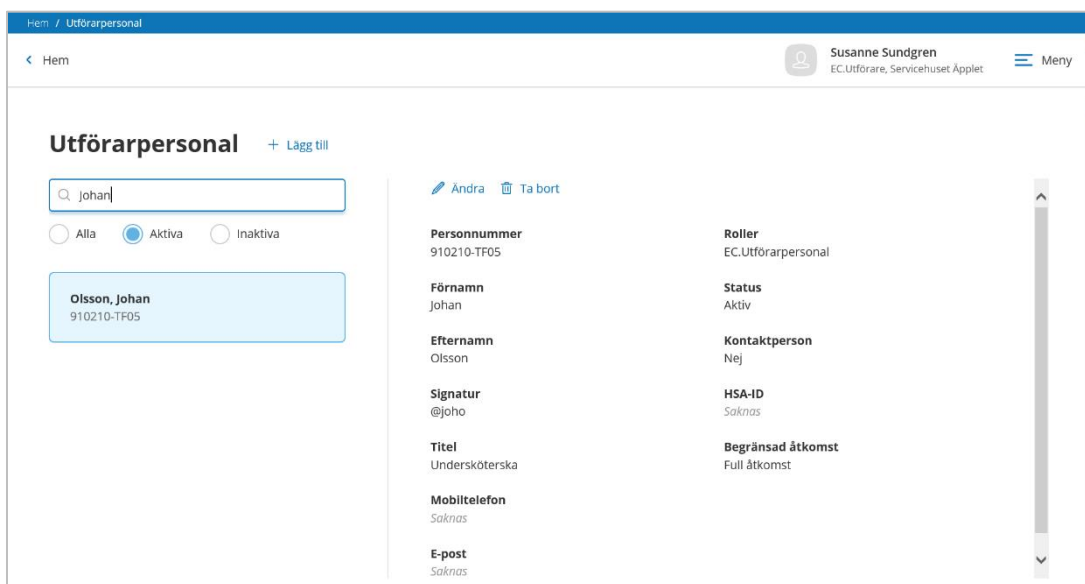 Hem / Utförarpersonal
Hem
Susanne Sundgren
EC.Utförare, Servicehuset Äpplet
Meny
Utförarpersonal
+ Lägg till
Johan
Alla
Aktiva
Inaktiva
Olsson, Johan
910210-TF05
Ändra
Ta bort
Personnummer
910210-TF05
Förnamn
Johan
Efternamn
Olsson
Signatur
@joho
Titel
Undersköterska
Mobiltelefon
Saknas
E-post
Saknas
Roller
EC.Utförarpersonal
Status
Aktiv
Kontaktperson
Nej
HSA-ID
Saknas
Begränsad åtkomst
Full åtkomst